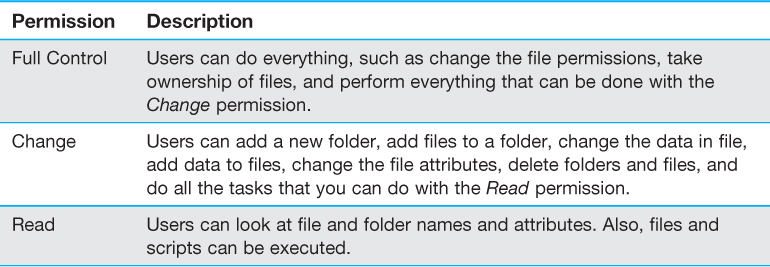 Permission Description
Full Control Users can do everything, such as change the file permissions, take
ownership of files, and perform everything that can be done with the
Change permission.
Change Users can add a new folder, add files to a folder, change the data in file,
add data to files, change the file attributes, delete folders and files, and
do all the tasks that you can do with the Read permission.
Read Users can look at file and folder names and attributes. Also, files and
scripts can be executed.